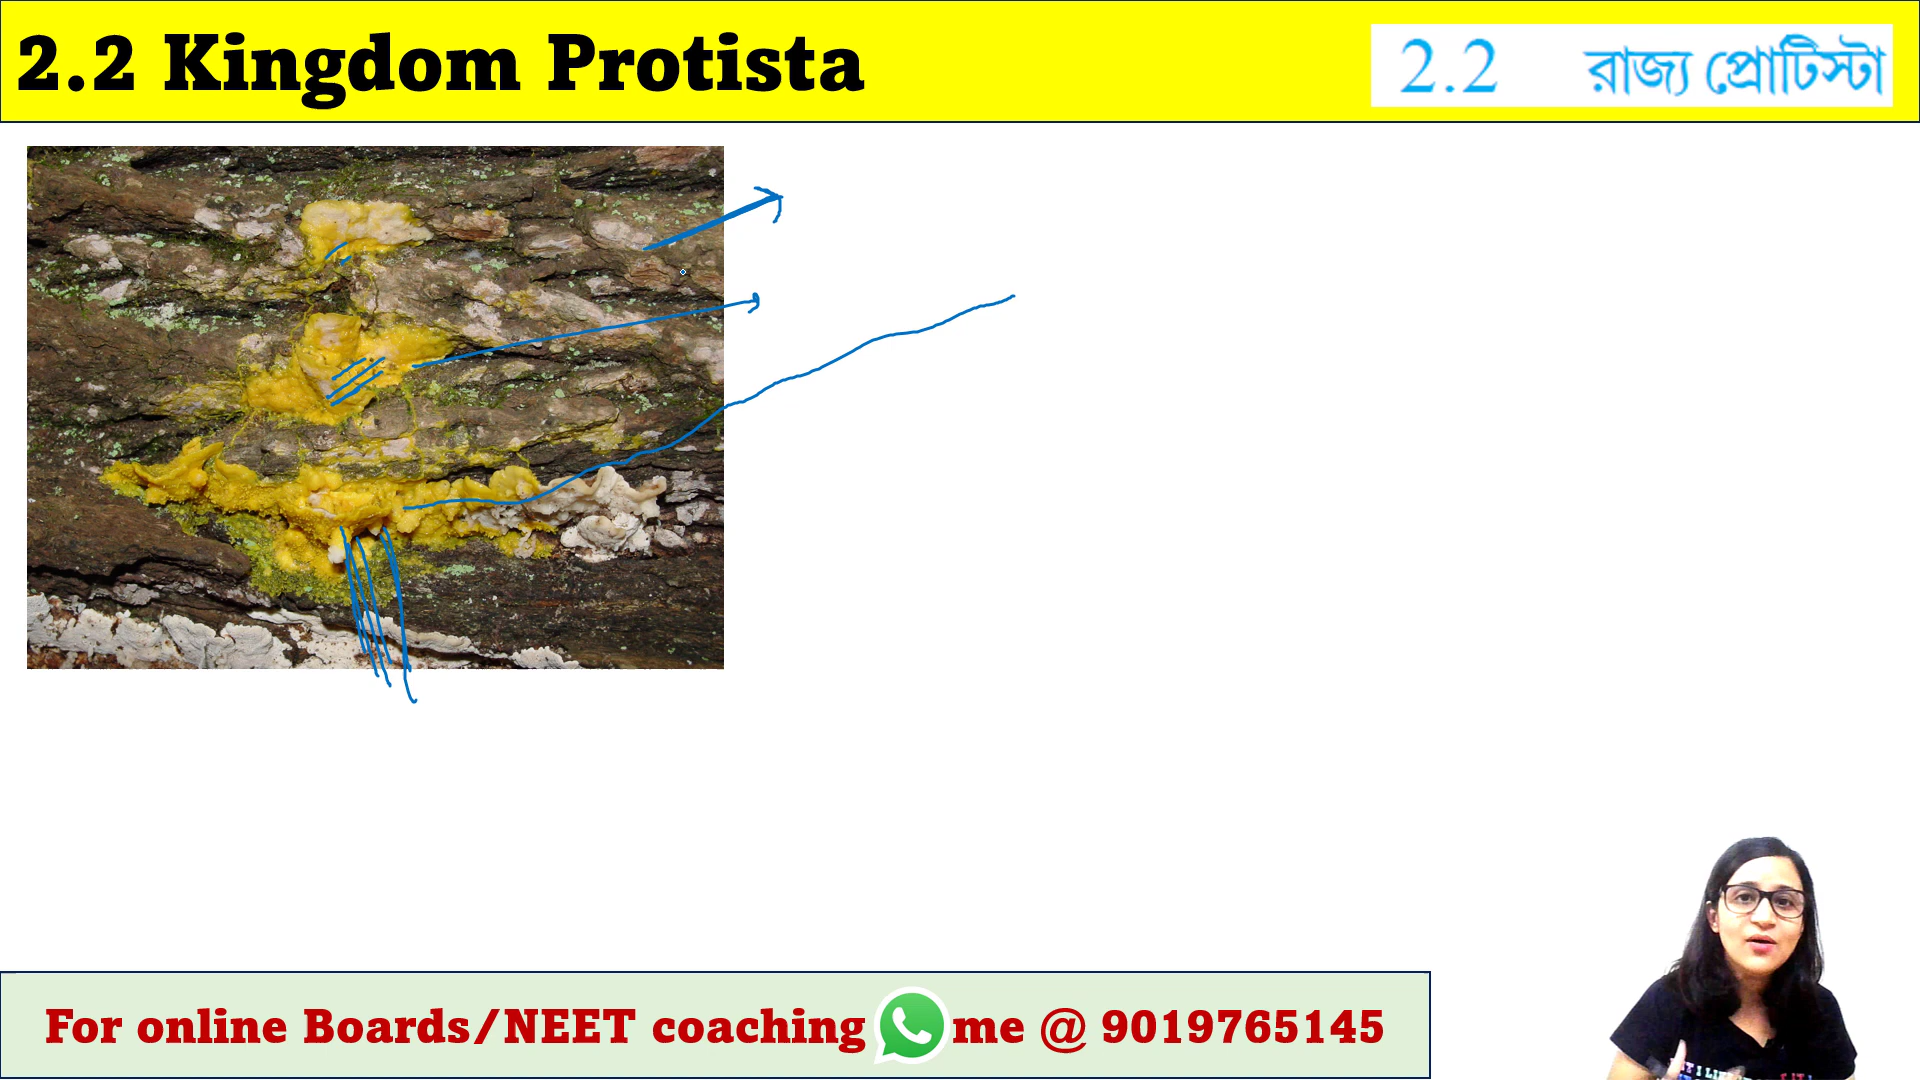 2.2 Kingdom Protista
2.2 রাজ্য প্রোটিস্টা
For online Boards/NEET coaching me @ 9019765145